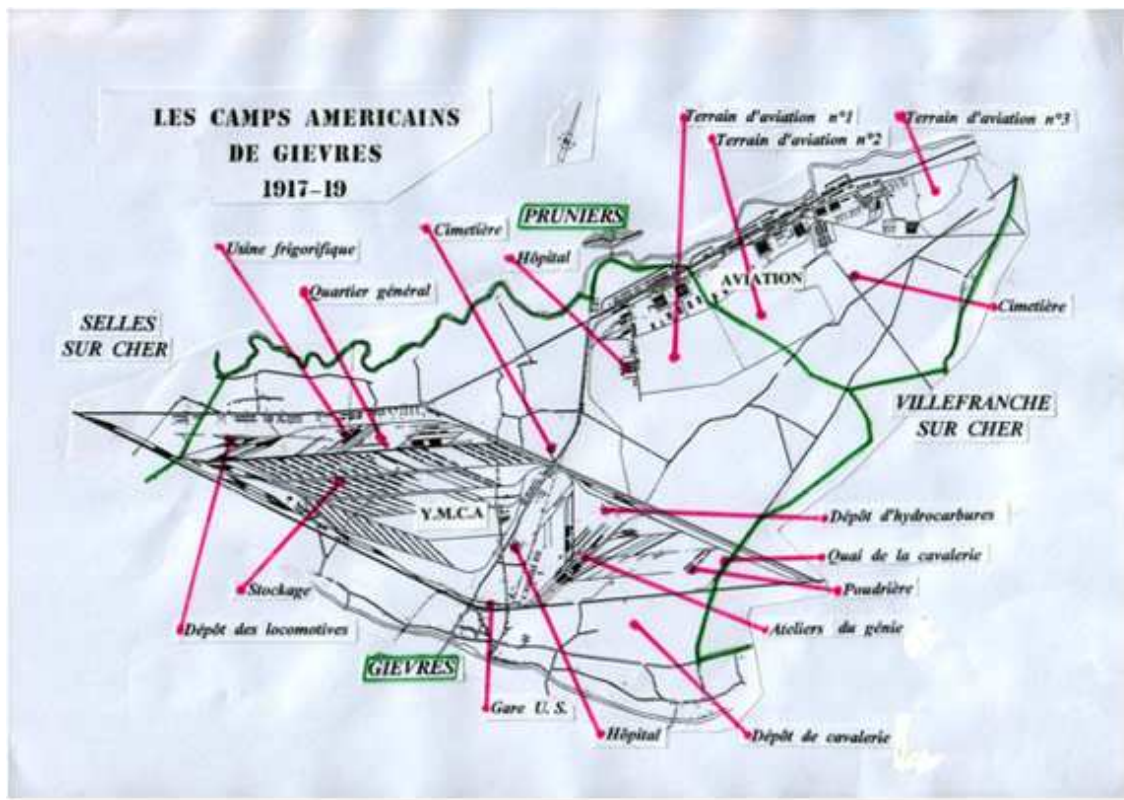 LES CAMPS AMERICAINS
DE GIEVRES
1917-19
Terrain d'aviation n°1
Terrain d'aviation n°2
Terrain d'aviation n°3
PRUNIERS
Cimetière
Hôpital
Usine frigorifique
Quartier général
AVIATION
Cimetière
SELLES
SUR CHER
VILLEFRANCHE
SUR CHER
Y.M.C.A
Dépôt d'hydrocarbures
Quai de la cavalerie
Poudrière
Stockage
Dépôt des locomotives
Ateliers du génie
GIEVRES
Gare U.S.
Hôpital
Dépôt de cavalerie